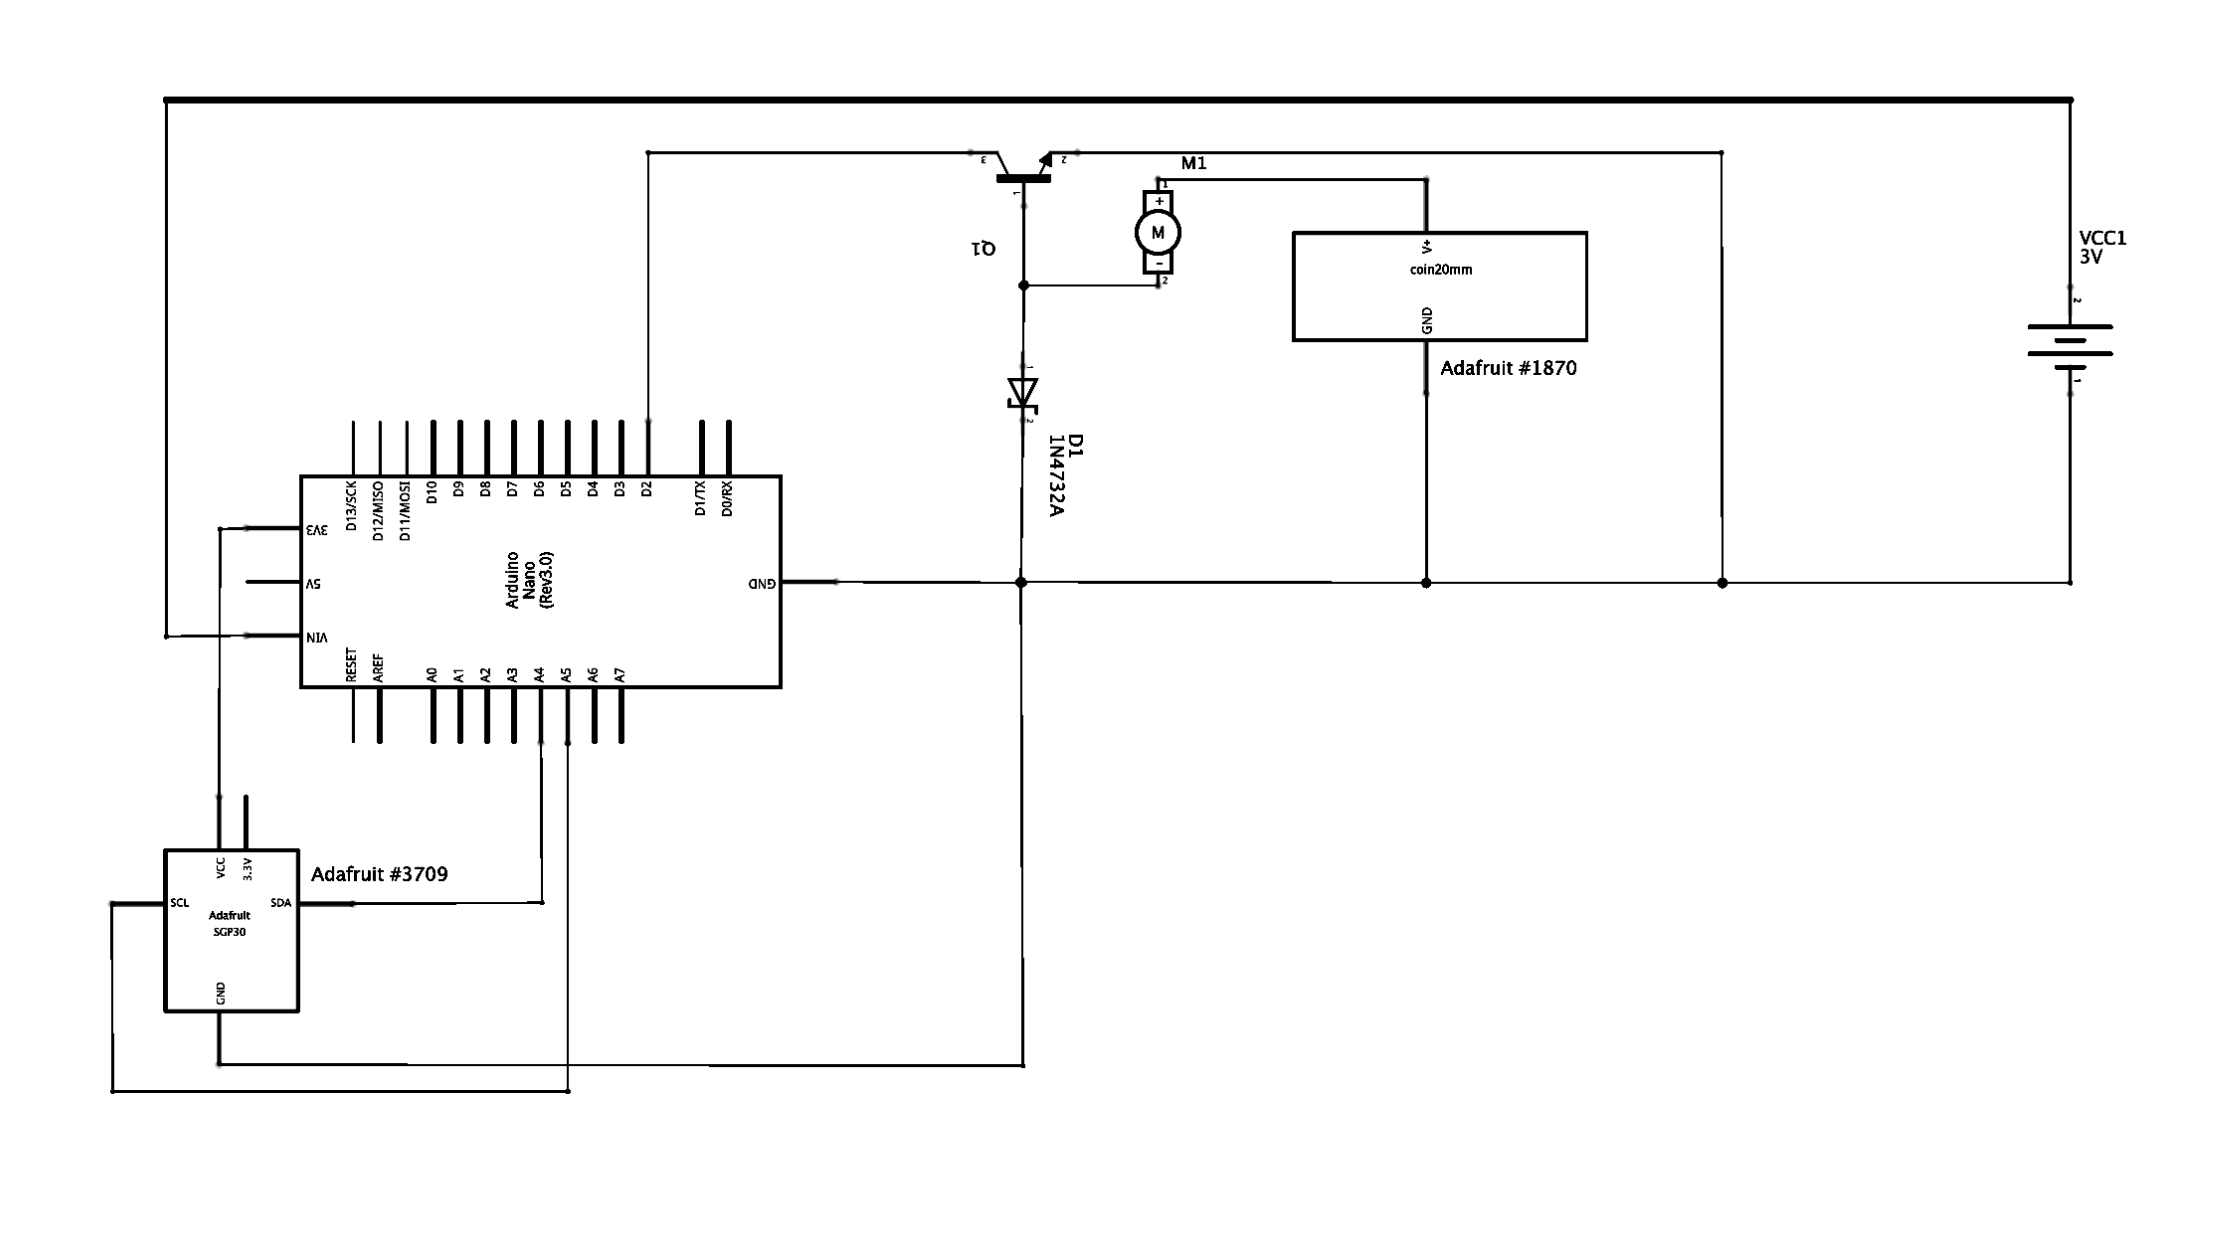 3
2
M1
1
+
M
-
2
1
Q1
V+
coin20mm
GND
Adafruit #1870
VCC1
3V
2
1
1
2
D1
1N4732A
D13/SCK
D12/MISO
D11/MOSI
D10
D9
D8
D7
D6
D5
D4
D3
D2
D1/TX
D0/RX
3V3
5V
VIN
Arduino
Nano
(Rev3.0)
GND
RESET
AREF
A0
A1
A2
A3
A4
A5
A6
A7
VCC
3.3V
Adafruit #3709
SCL
SDA
Adafruit
SGP30
GND